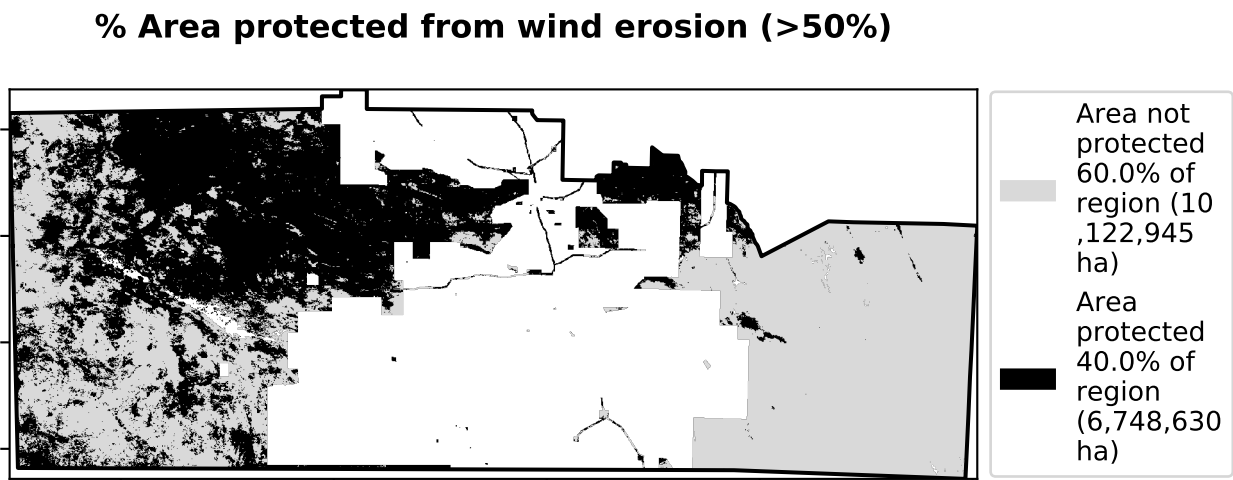 % Area protected from wind erosion (>50%)
Area not
protected
60.0% of
region (10
,122,945
ha)
Area
protected
40.0% of
region
(6,748,630
ha)